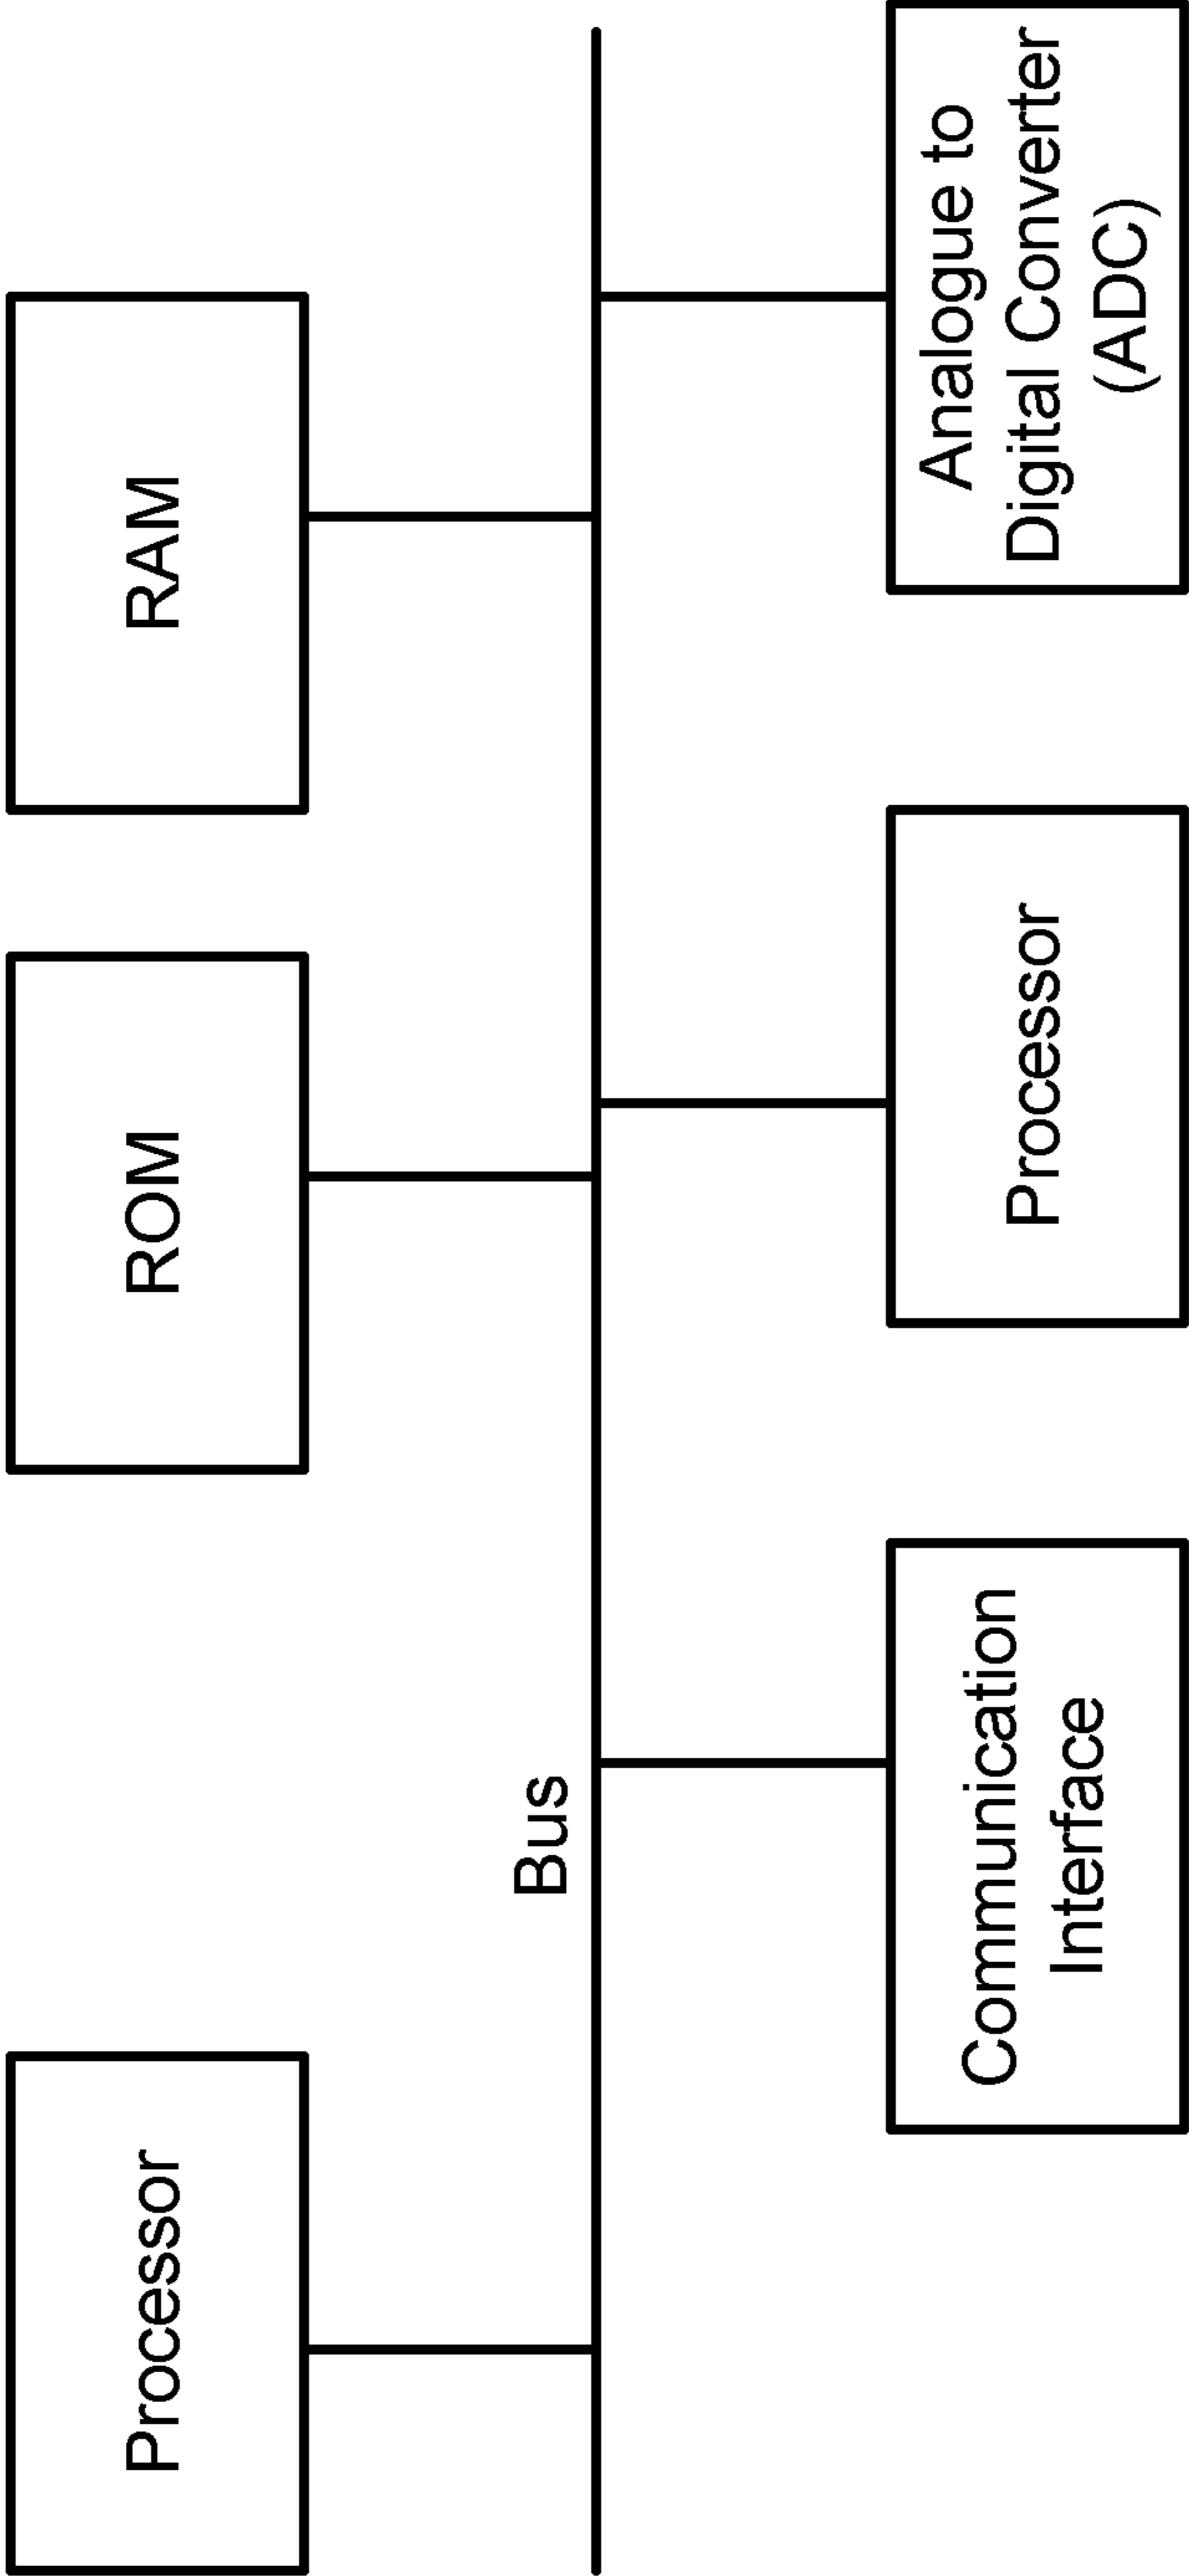 Processor
ROM
RAM
Bus
Communication
Interface
Processor
Analogue to
Digital Converter
(ADC)